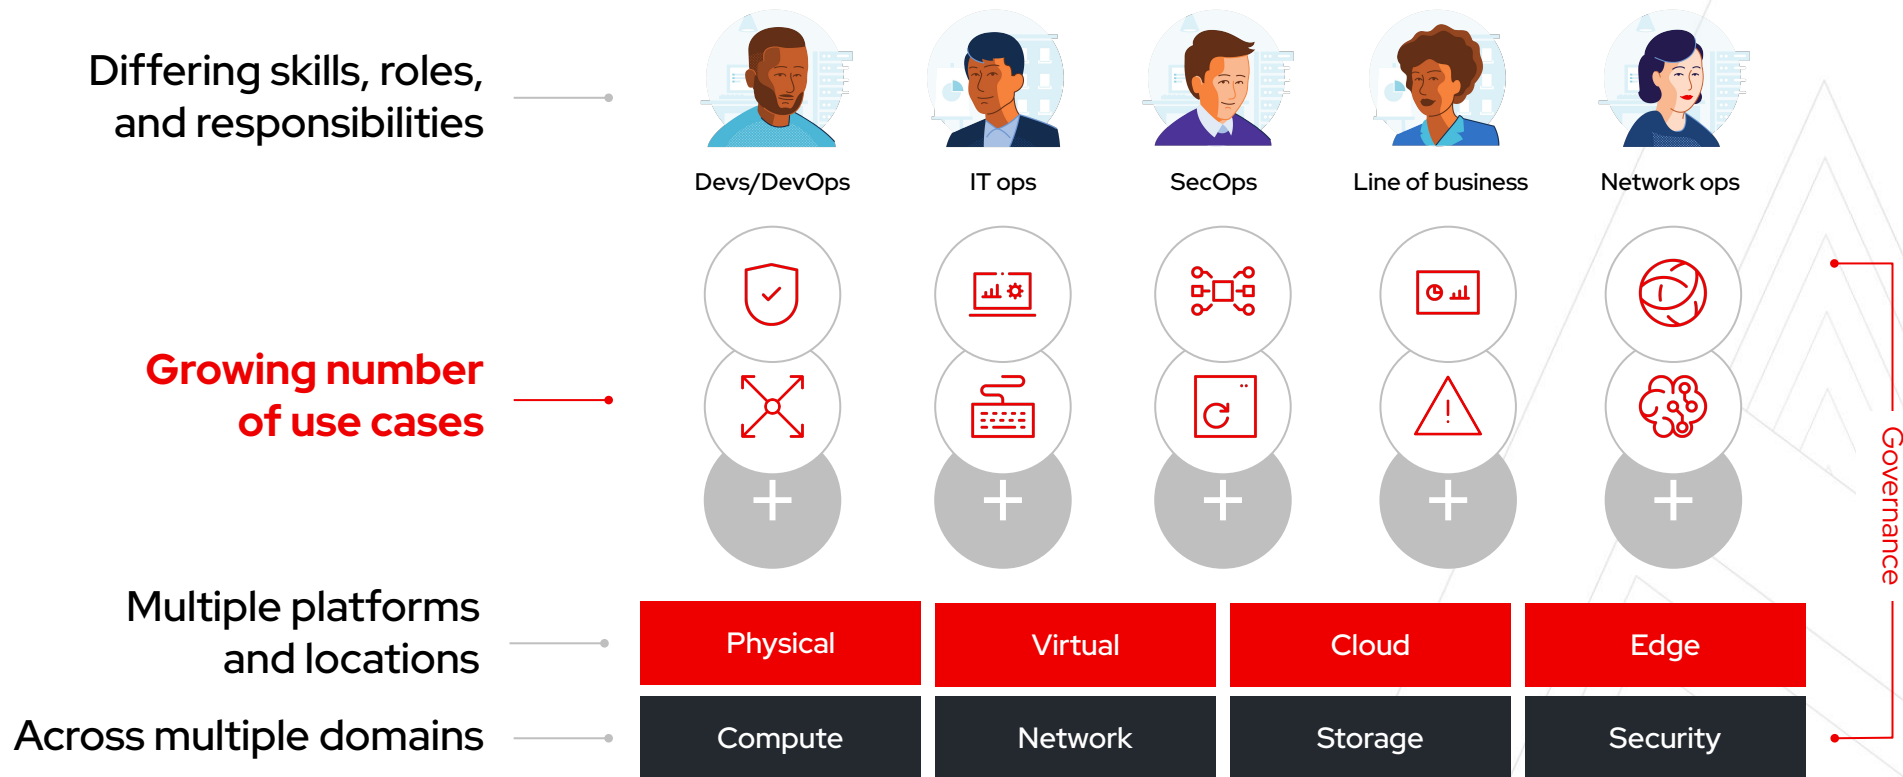 Differing skills, roles,
and responsibilities
Devs/DevOps
IT ops
SecOps
Line of business
Network ops
Growing number
of use cases
Governance
Multiple platforms
and locations
Physical
Virtual
Cloud
Edge
Across multiple domains
Compute
Network
Storage
Security